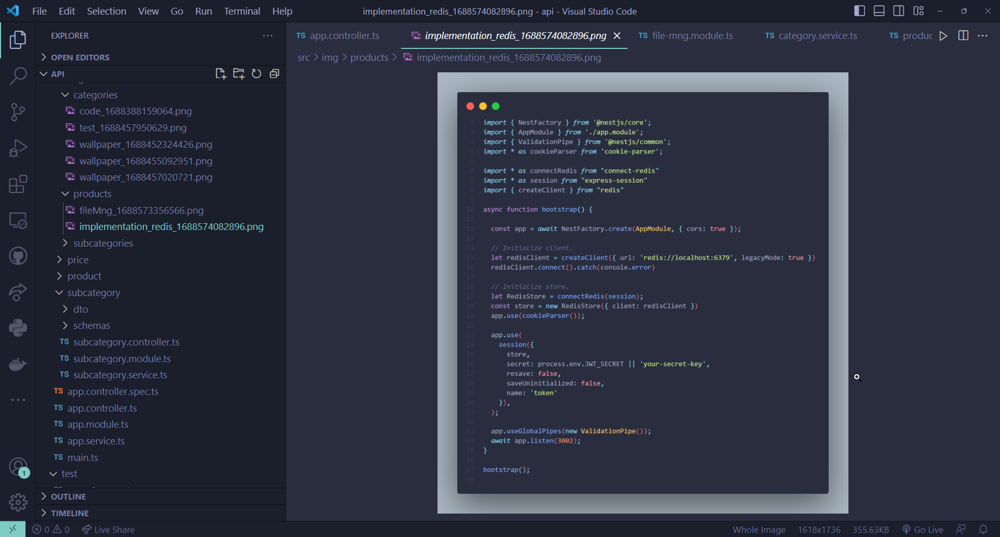 File Edit Selection View Go Run Terminal Help
implementation_redis_1688574082896.png - api - Visual Studio Code
EXPLORER
OPEN EDITORS
API
categories
code_1688388159064.png
test_1688457950629.png
wallpaper_1688452324426.png
wallpaper_1688455092951.png
wallpaper_1688457020721.png
products
fileMng_1688573356566.png
implementation_redis_1688574082896.png
subcategories
price
product
subcategory
dto
schemas
TS subcategory.controller.ts
TS subcategory.module.ts
TS subcategory.service.ts
TS app.controller.spec.ts
TS app.controller.ts
TS app.module.ts
TS app.service.ts
TS main.ts
test
OUTLINE
TIMELINE
1
TS app.controller.ts
implementation_redis_1688574082896.png
TS file-mng.module.ts
TS category.service.ts
TS produc
src > img > products > implementation_redis_1688574082896.png
1 import { NestFactory } from '@nestjs/core';
2 import { AppModule } from './app.module';
3 import { ValidationPipe } from '@nestjs/common';
4 import * as cookieParser from 'cookie-parser';
5
6 import * as connectRedis from "connect-redis"
7 import * as session from "express-session"
8 import { createClient } from "redis"
9
10 async function bootstrap() {
11
12 const app = await NestFactory.create(AppModule, { cors: true });
13
14 // Initialize client.
15 let redisClient = createClient({ url: 'redis://localhost:6379', legacyMode: true })
16 redisClient.connect().catch(console.error)
17
18 // Initialize store.
19 let RedisStore = connectRedis(session);
20 const store = new RedisStore({ client: redisClient })
21 app.use(cookieParser());
22
23 app.use(
24 session({
25 store,
26 secret: process.env.JWT_SECRET || 'your-secret-key',
27 resave: false,
28 saveUninitialized: false,
29 name: 'token'
30 }),
31 );
32
33 app.useGlobalPipes(new ValidationPipe());
34 await app.listen(3002);
35 }
36
37 bootstrap();
38
0 0 Live Share
Whole Image 1618x1736 355.63KB Go Live